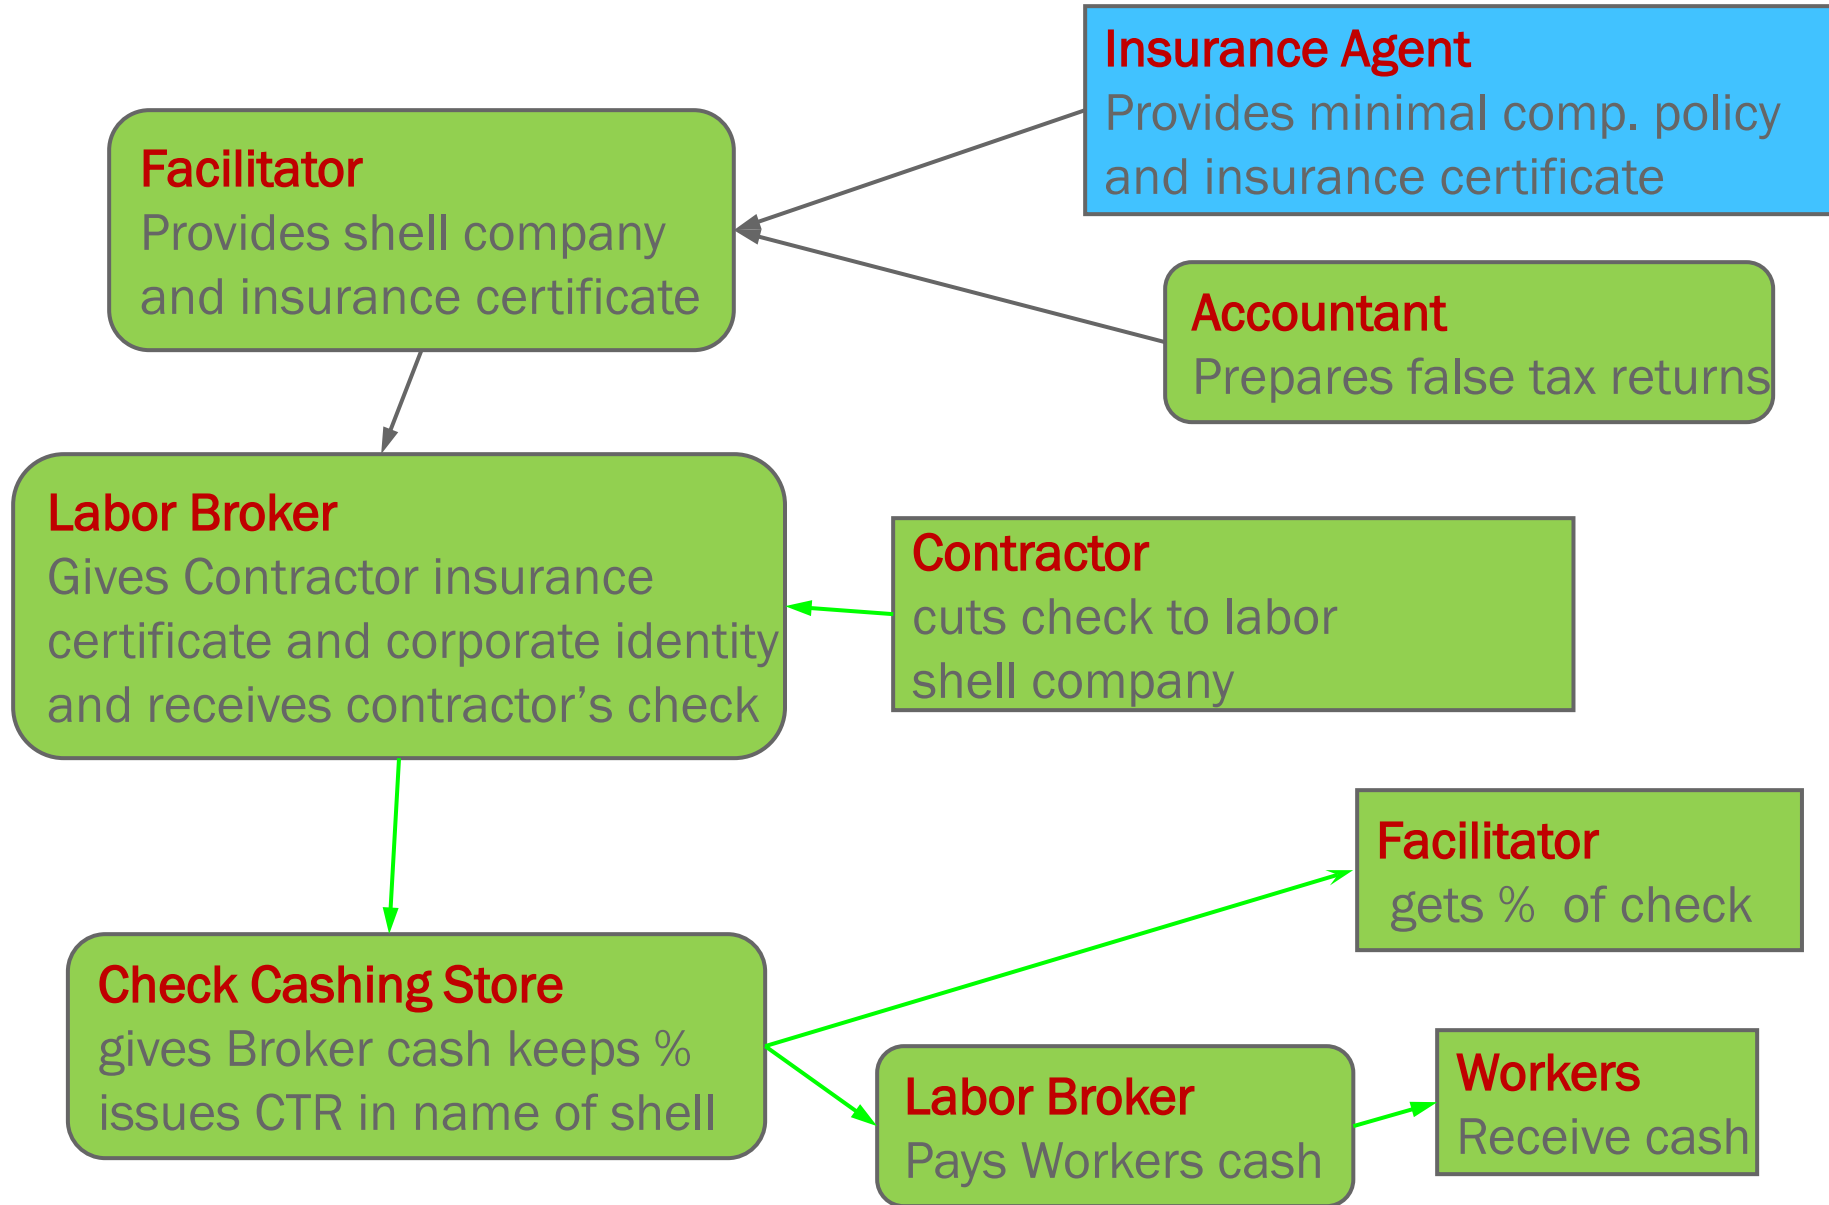 Insurance Agent
Provides minimal comp. policy
and insurance certificate
Facilitator
Provides shell company
and insurance certificate
Accountant
Prepares false tax returns
Labor Broker
Gives Contractor insurance
certificate and corporate identity
and receives contractor’s check
Contractor
cuts check to labor
shell company
Facilitator
gets % of check
Check Cashing Store
gives Broker cash keeps %
issues CTR in name of shell
Labor Broker
Pays Workers cash
Workers
Receive cash